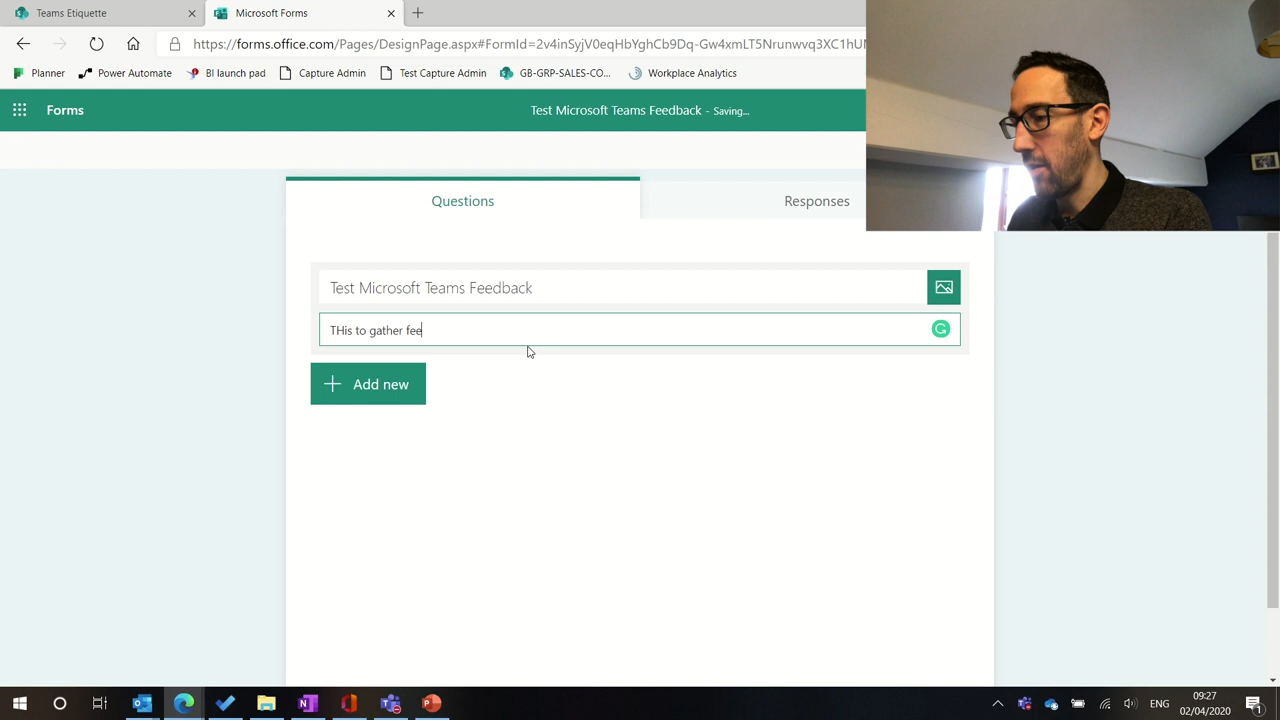 Teams Etiquette
Microsoft Forms
https://forms.office.com/Pages/DesignPage.aspx#FormId=2v4inSyjV0eqHbYghCb9Dq-Gw4xmLT5Nrunwvq3XC1hUM
Planner Power Automate BI launch pad Capture Admin Test Capture Admin GB-GRP-SALES-CO... Workplace Analytics
Forms
Test Microsoft Teams Feedback - Saving...
Questions
Responses
Test Microsoft Teams Feedback
THis to gather fee
Add new
ENG
09:27
02/04/2020